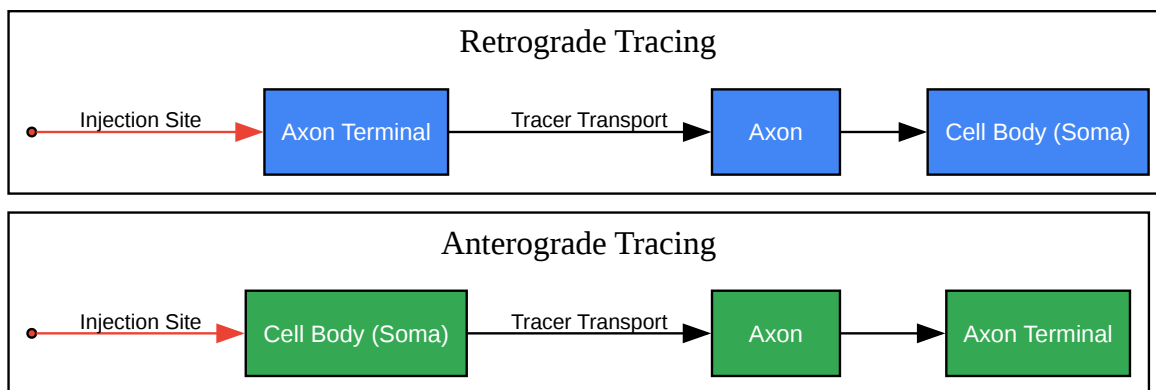 Retrograde Tracing
Injection Site
Axon Terminal
Tracer Transport
Axon
Cell Body (Soma)
Anterograde Tracing
Injection Site
Cell Body (Soma)
Tracer Transport
Axon
Axon Terminal